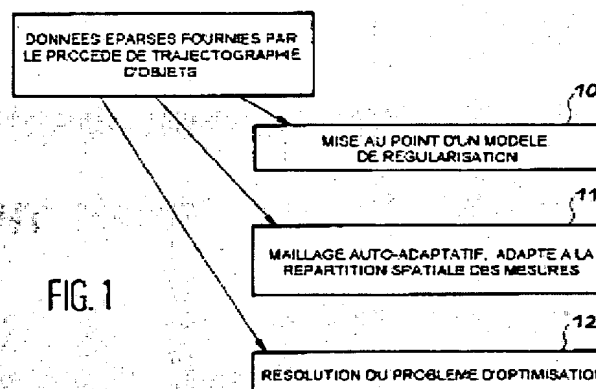 DONNEES EPARSES FOURNIES PAR
LE PROCEDE DE TRAJECTOGRAPHIE
D'OBJETS
10
MISE AU POINT D'UN MODELE
DE REGULARISATION
11
MAILLAGE AUTO-ADAPTATIF, ADAPTE A LA
REPARTITION SPATIALE DES MESURES
FIG. 1
12
RESOLUTION DU PROBLEME D'OPTIMISATION